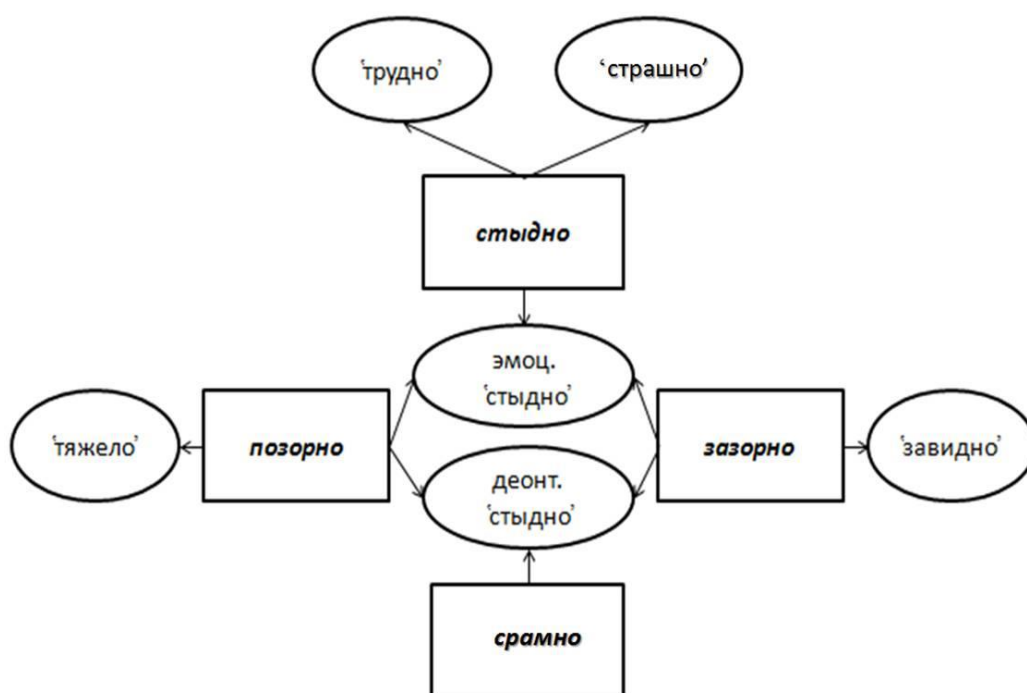 'трудно'
'страшно'
стыдно
эмоц.
'стыдно'
'тяжело'
позорно
зазорно
'завидно'
деонт.
'стыдно'
срамно